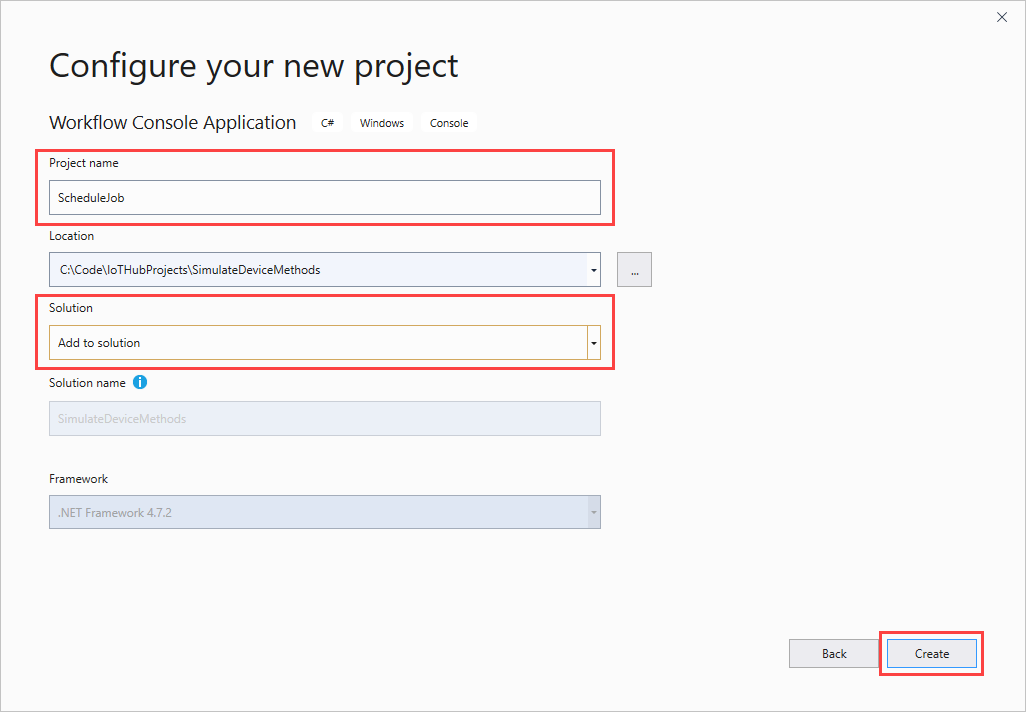 Configure your new project
Workflow Console Application C# Windows Console
Project name
ScheduleJob
Location
C:\Code\IoTHubProjects\SimulateDeviceMethods
...
Solution
Add to solution
Solution name
SimulateDeviceMethods
Framework
.NET Framework 4.7.2
Back Create